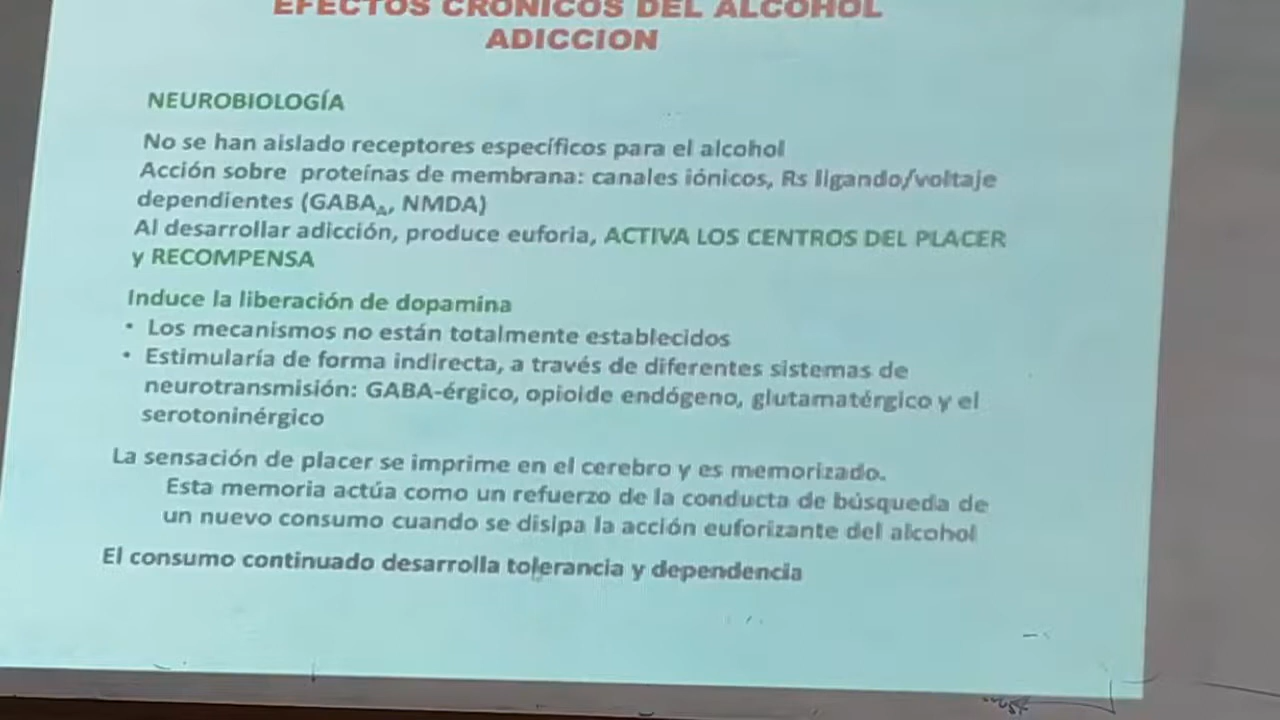 EFECTOS CRÓNICOS DEL ALCOHOL
ADICCION
NEUROBIOLOGÍA
No se han aislado receptores específicos para el alcohol
Acción sobre proteínas de membrana: canales iónicos, Rs ligando/voltaje
dependientes (GABA_A, NMDA)
Al desarrollar adicción, produce euforia, ACTIVA LOS CENTROS DEL PLACER
y RECOMPENSA
Induce la liberación de dopamina
• Los mecanismos no están totalmente establecidos
• Estimularía de forma indirecta, a través de diferentes sistemas de
neurotransmisión: GABA-érgico, opioide endógeno, glutamatérgico y el
serotoninérgico
La sensación de placer se imprime en el cerebro y es memorizado.
Esta memoria actúa como un refuerzo de la conducta de búsqueda de
un nuevo consumo cuando se disipa la acción euforizante del alcohol
El consumo continuado desarrolla tolerancia y dependencia